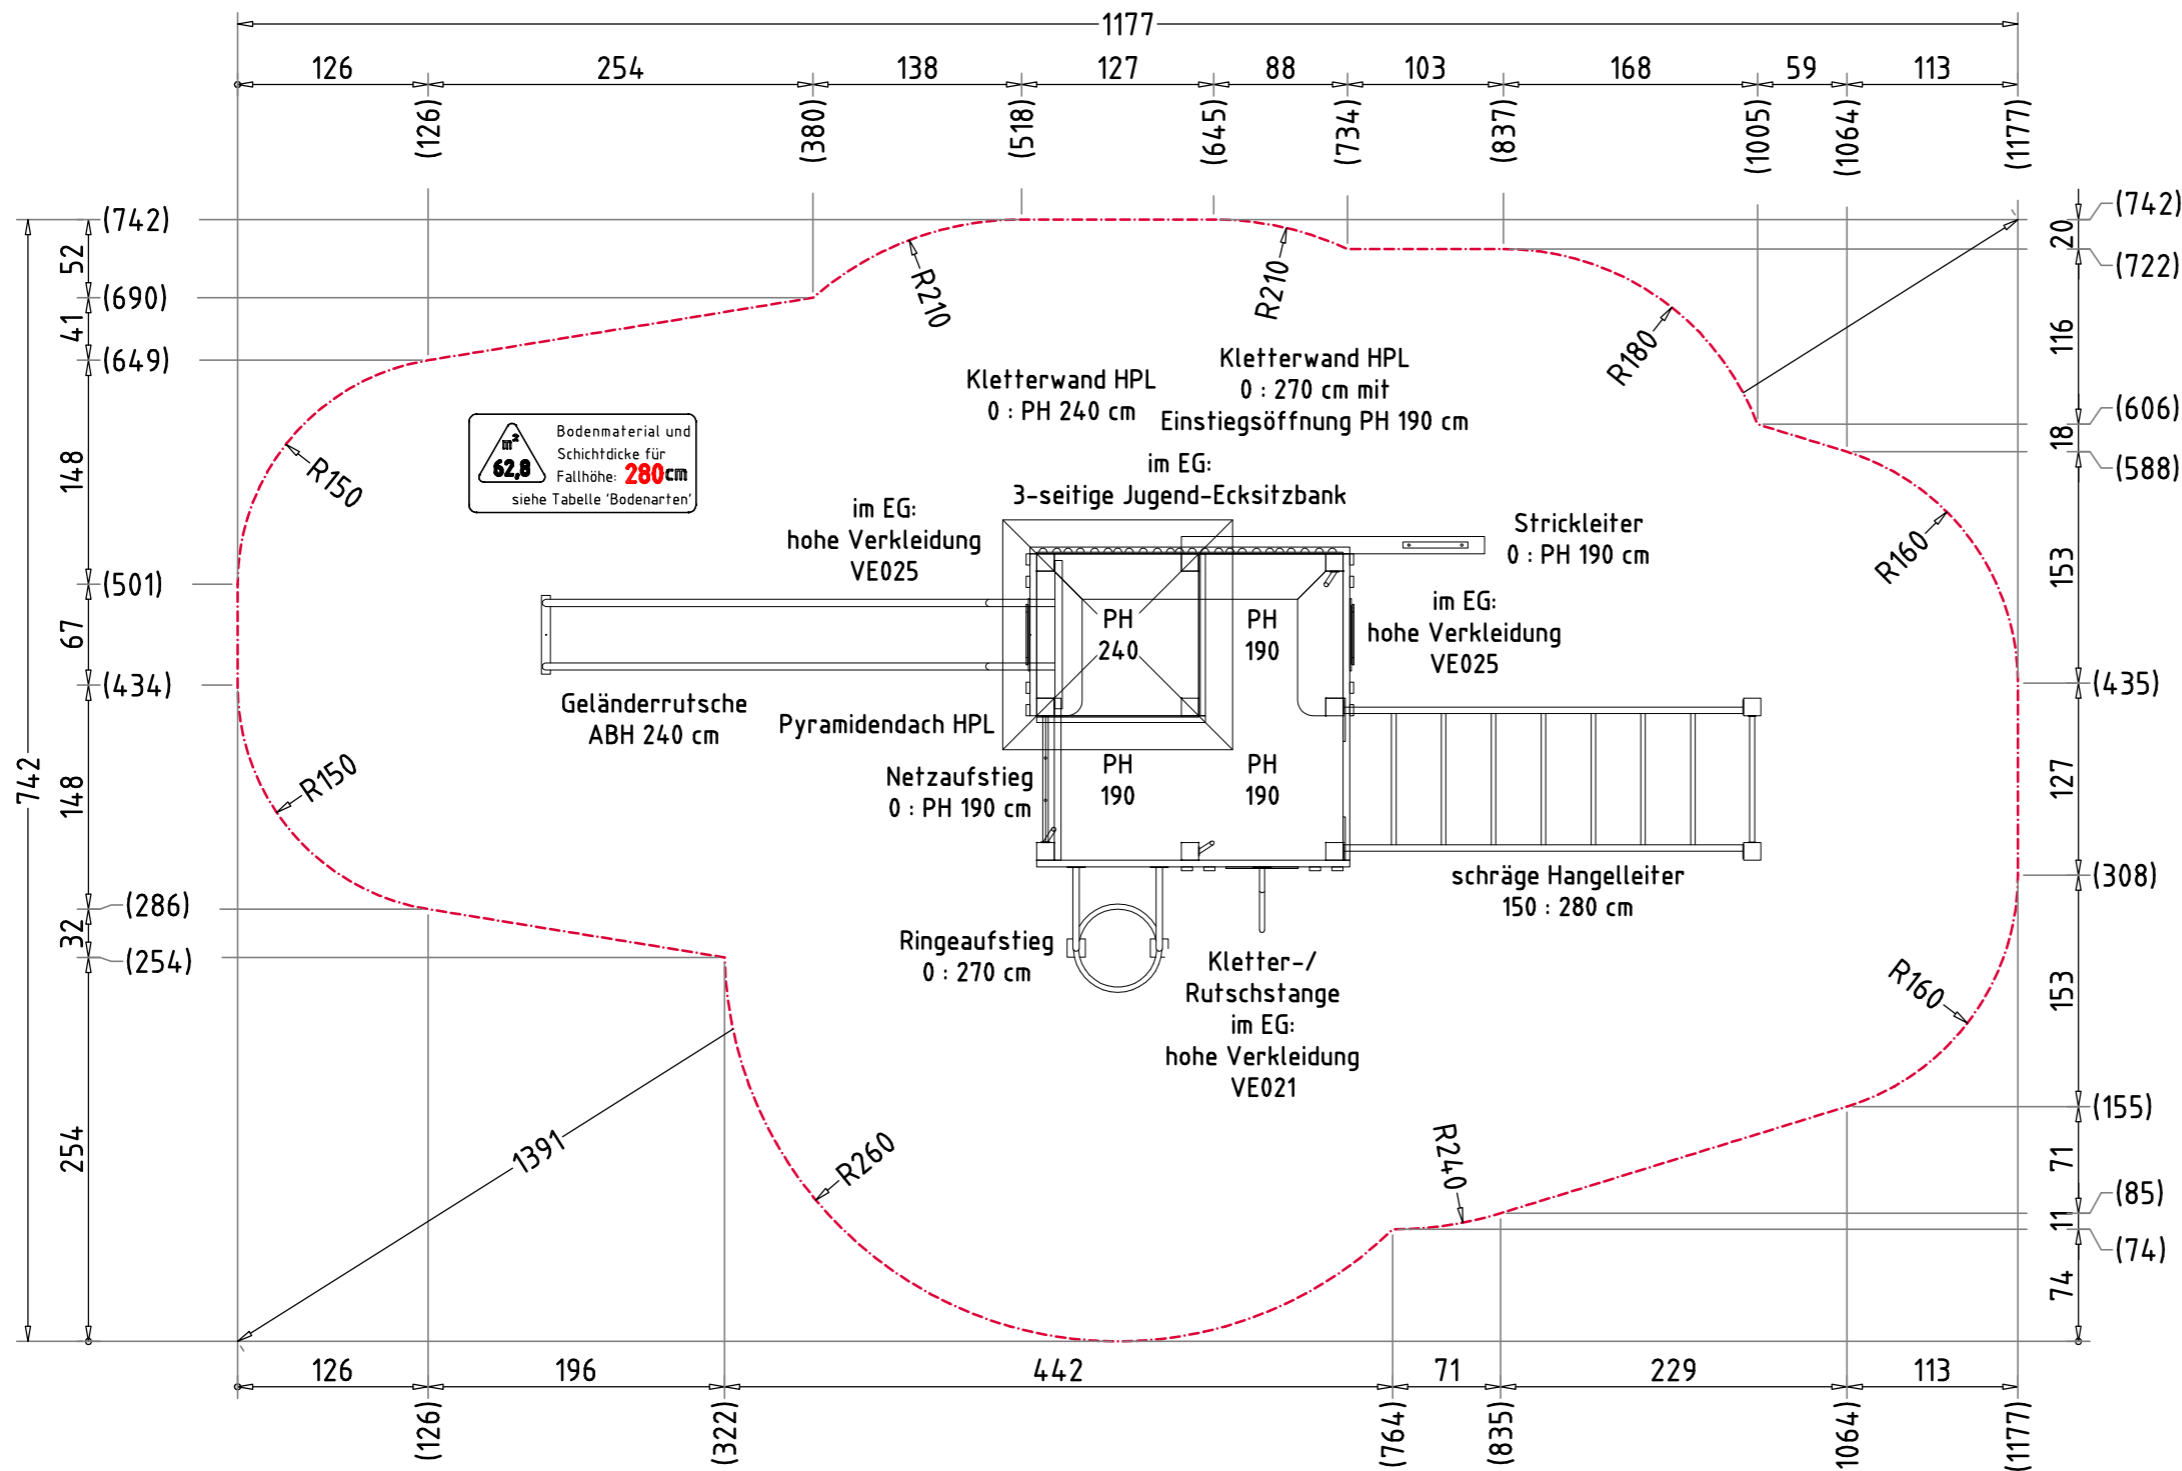 1177
126 254 138 127 88 103 168 59 113
(126) (380) (518) (645) (734) (837) (1005) (1064) (1177)
(742)
52
(690)
41
(649)
148
(501)
67
(434)
148
(286)
32
(254)
254
742
(742)
20
(722)
116
(606)
18
(588)
153
(435)
127
(308)
153
(155)
71
(85)
11
(74)
74
R210
R210
R180
R150
R160
R150
R160
R260
R240
1391
Kletterwand HPL
0 : PH 240 cm
Kletterwand HPL
0 : 270 cm mit
Einstiegsöffnung PH 190 cm
m²
62,8
Bodenmaterial und
Schichtdicke für
Fallhöhe: 280cm
siehe Tabelle 'Bodenarten'
im EG:
3-seitige Jugend-Ecksitzbank
im EG:
hohe Verkleidung
VE025
Strickleiter
0 : PH 190 cm
im EG:
hohe Verkleidung
VE025
PH
240
PH
190
PH
190
PH
190
Geländerrutsche
ABH 240 cm
Pyramidendach HPL
Netzaufstieg
0 : PH 190 cm
schräge Hangelleiter
150 : 280 cm
Ringeaufstieg
0 : 270 cm
Kletter-/
Rutschstange
im EG:
hohe Verkleidung
VE021
126 196 442 71 229 113
(126) (322) (764) (835) 1064) (1177)